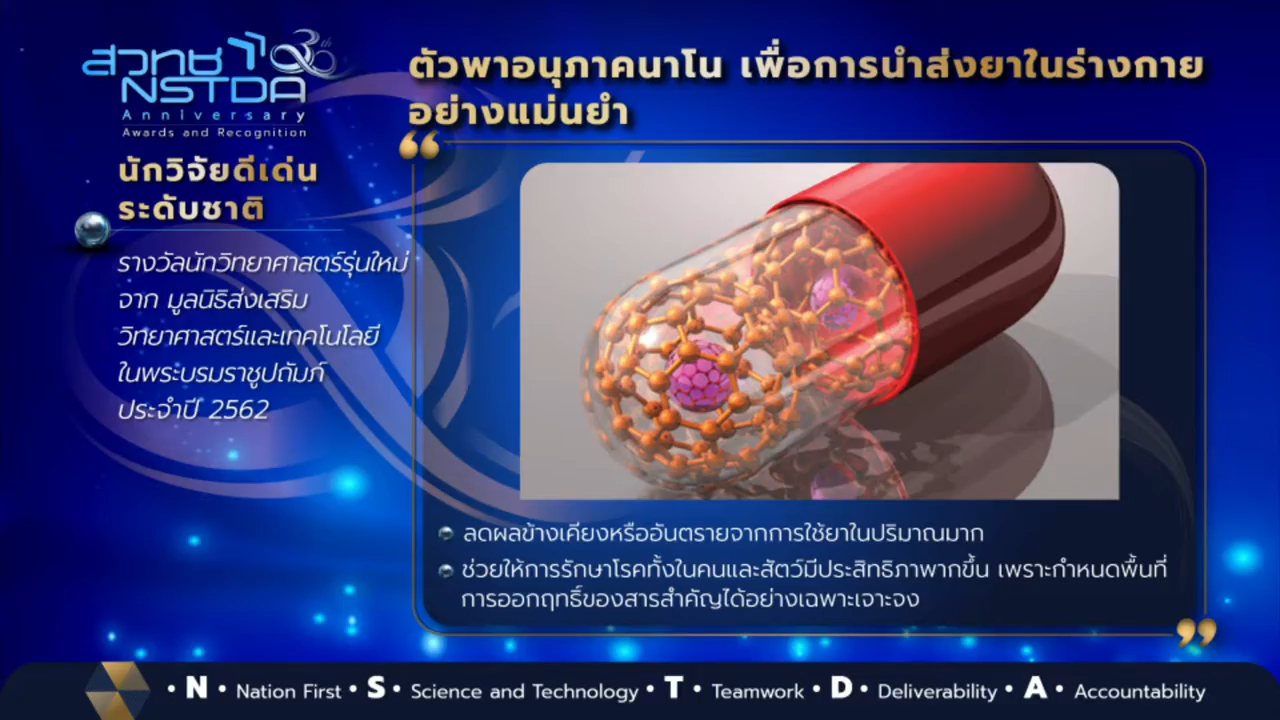 สวทช
NSTDA
30th
Anniversary
Awards and Recognition
ตัวพาอนุภาคนาโน เพื่อการนำส่งยาในร่างกาย
อย่างแม่นยำ
นักวิจัยดีเด่น
ระดับชาติ
รางวัลนักวิทยาศาสตร์รุ่นใหม่
จาก มูลนิธิส่งเสริม
วิทยาศาสตร์และเทคโนโลยี
ในพระบรมราชูปถัมภ์
ประจำปี 2562
ลดผลข้างเคียงหรืออันตรายจากการใช้ยาในปริมาณมาก
ช่วยให้การรักษาโรคทั้งในคนและสัตว์มีประสิทธิภาพากขึ้น เพราะกำหนดพื้นที่
การออกฤทธิ์ของสารสำคัญได้อย่างเฉพาะเจาะจง
• N • Nation First • S • Science and Technology • T • Teamwork • D • Deliverability • A • Accountability